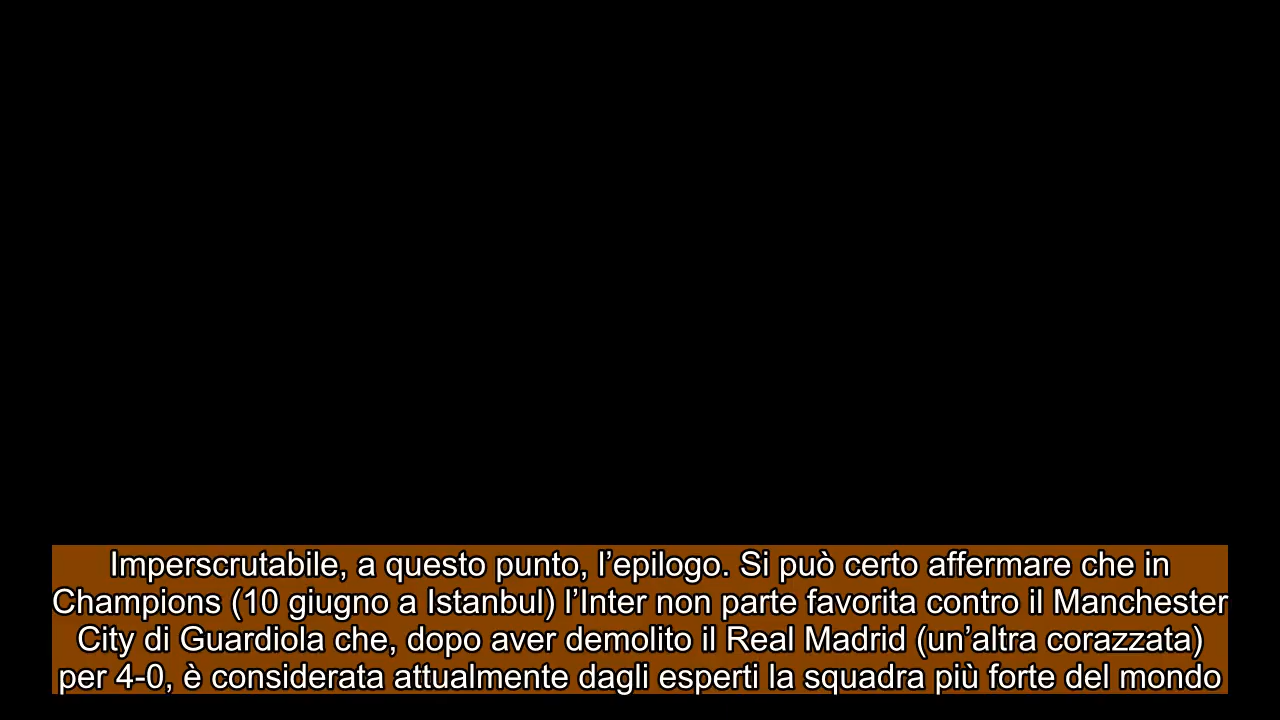 Imperscrutabile, a questo punto, l’epilogo. Si può certo affermare che in
Champions (10 giugno a Istanbul) l’Inter non parte favorita contro il Manchester
City di Guardiola che, dopo aver demolito il Real Madrid (un’altra corazzata)
per 4-0, è considerata attualmente dagli esperti la squadra più forte del mondo